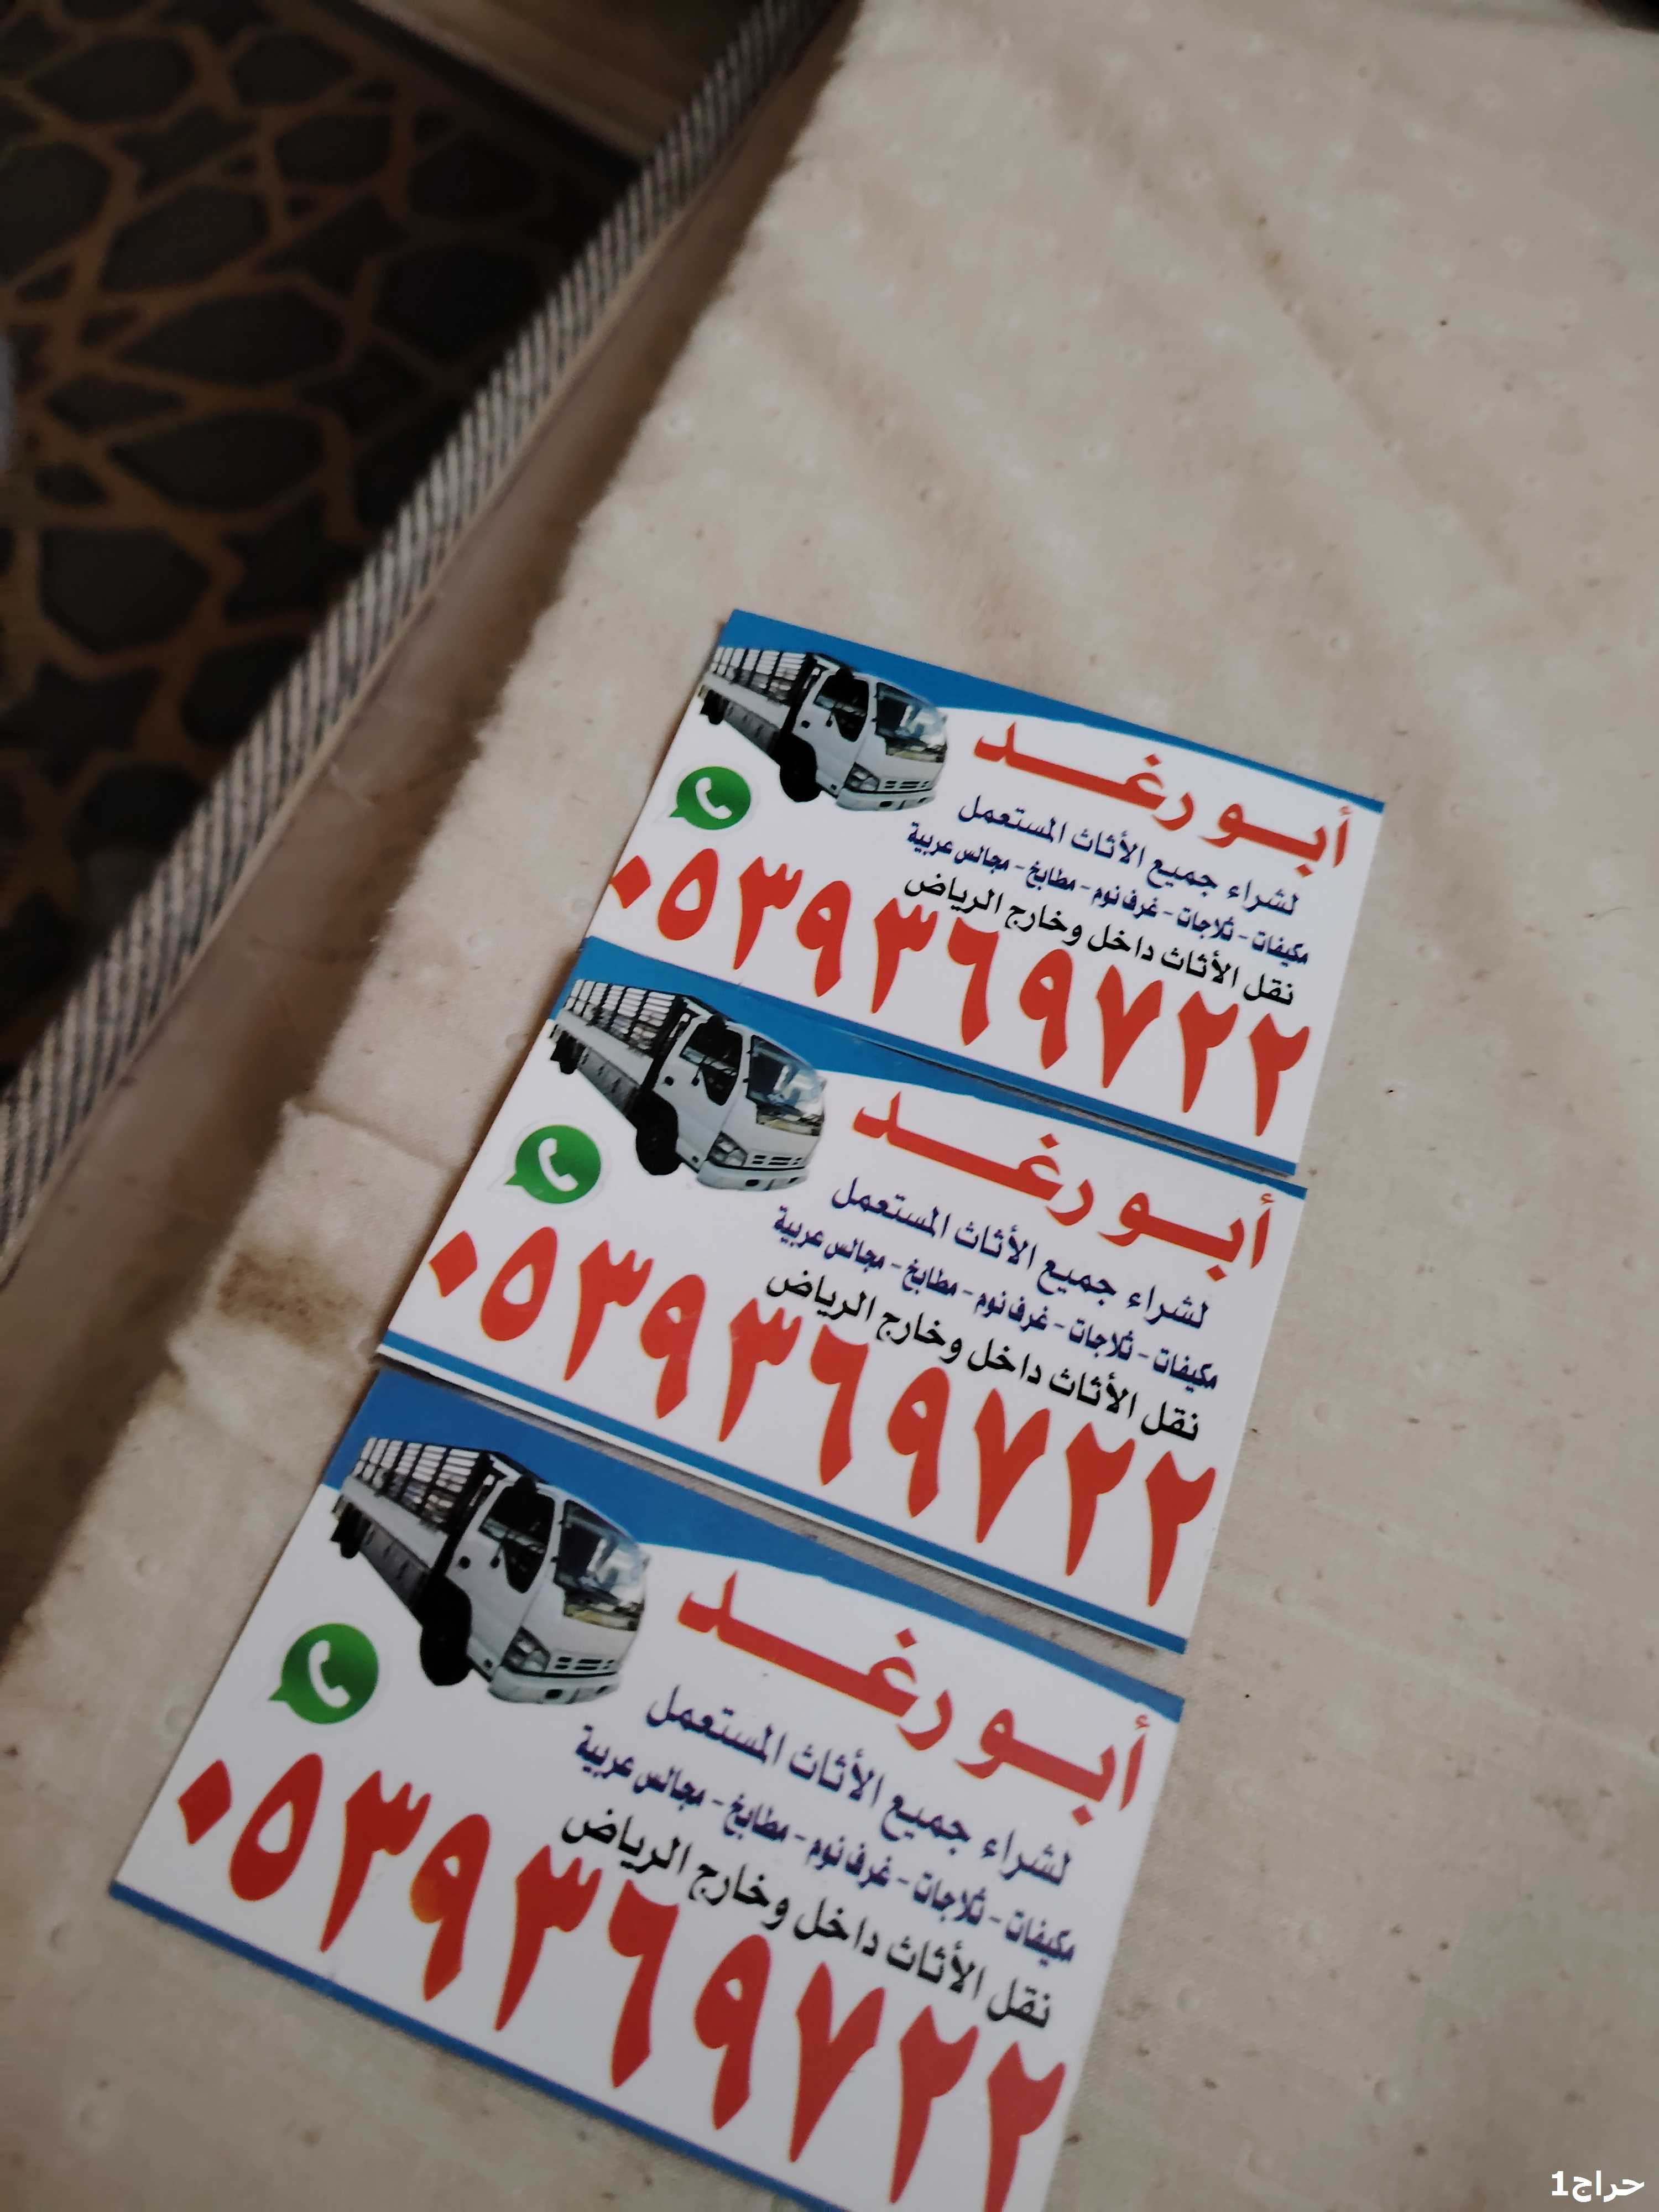 أبو رغد
لشراء جميع الأثاث المستعمل
مكيفات - ثلاجات - غرف نوم - مطابخ - مجالس عربية
نقل الأثاث داخل وخارج الرياض
٠٥٣٩٣٦٩٧٢٢
أبو رغد
لشراء جميع الأثاث المستعمل
مكيفات - ثلاجات - غرف نوم - مطابخ - مجالس عربية
نقل الأثاث داخل وخارج الرياض
٠٥٣٩٣٦٩٧٢٢
أبو رغد
لشراء جميع الأثاث المستعمل
مكيفات - ثلاجات - غرف نوم - مطابخ - مجالس عربية
نقل الأثاث داخل وخارج الرياض
٠٥٣٩٣٦٩٧٢٢
حراج1